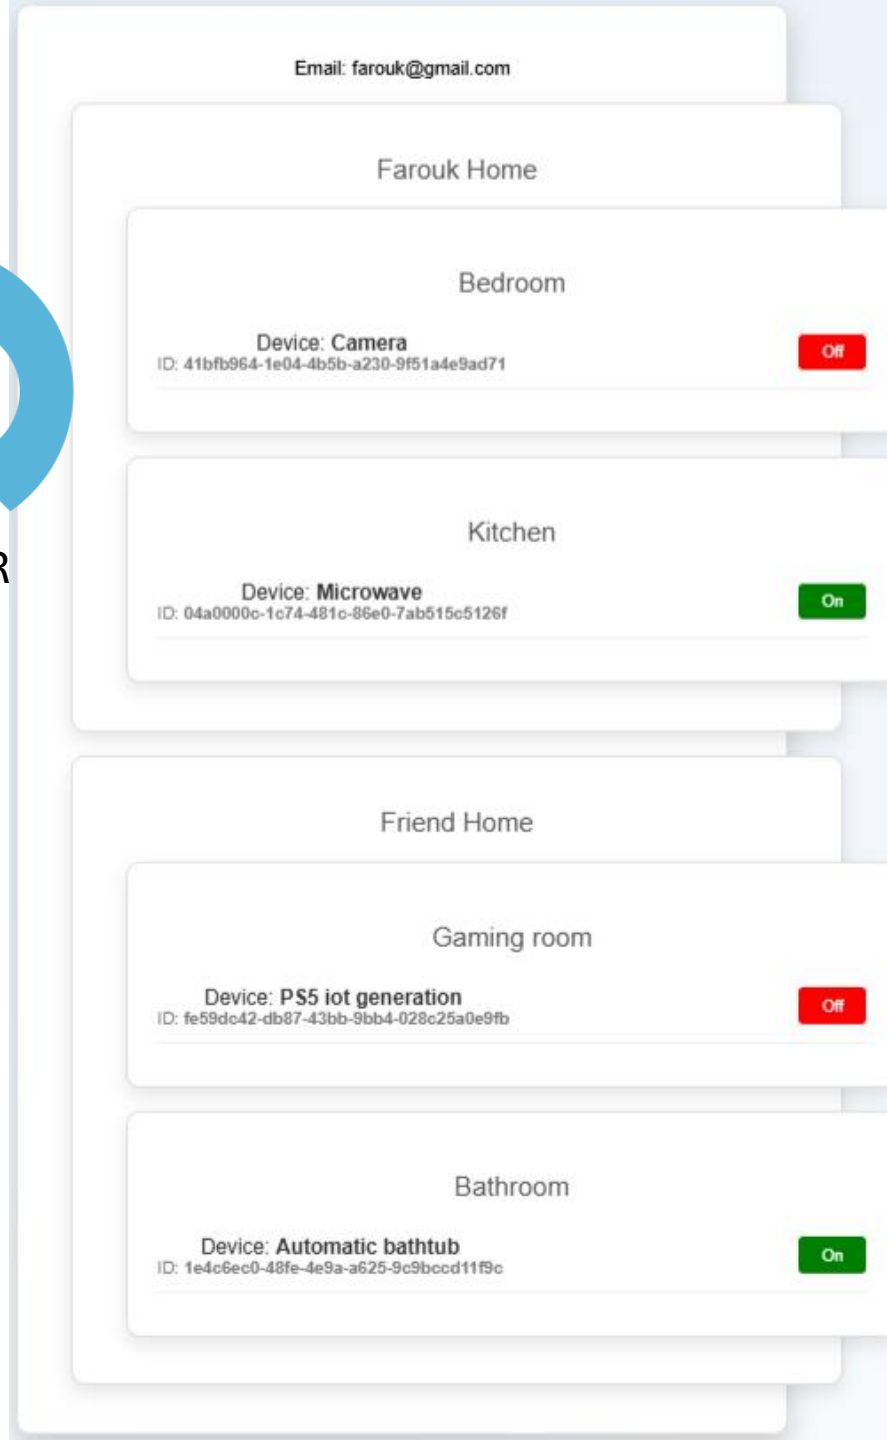 Email: farouk@gmail.com
Farouk Home
Bedroom
Device: Camera
Off
ID: 41bfb964-1e04-4b5b-a230-9f51a4e9ad71
Kitchen
R
Device: Microwave
On
ID: 04a0000c-1c74-481c-86e0-7ab515c5126f
Friend Home
Gaming room
Device: PS5 iot generation
Off
ID: fe59dc42-db87-43bb-9bb4-028c25a0e9fb
Bathroom
Device: Automatic bathtub
On
ID: 1e4c6ec0-48fe-4e9a-a625-9c9bccd11f9c